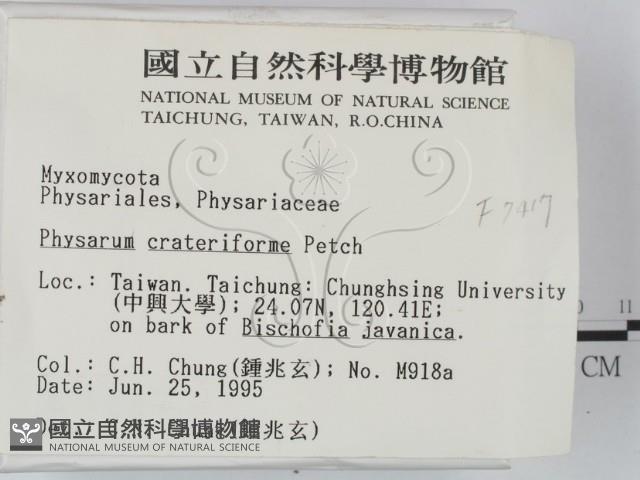 國立自然科學博物館
NATIONAL MUSEUM OF NATURAL SCIENCE
TAICHUNG, TAIWAN, R.O.CHINA
Myxomycota
Physariales, Physariaceae
F7417
Physarum crateriforme Petch
Loc.: Taiwan. Taichung: Chunghsing University
(中興大學); 24.07N, 120.41E;
on bark of Bischofia javanica.
Col.: C.H. Chung(鍾兆玄); No. M918a
Date: Jun. 25, 1995
兆玄)
國立自然科學博物館
NATIONAL MUSEUM OF NATURAL SCIENCE
11
CM